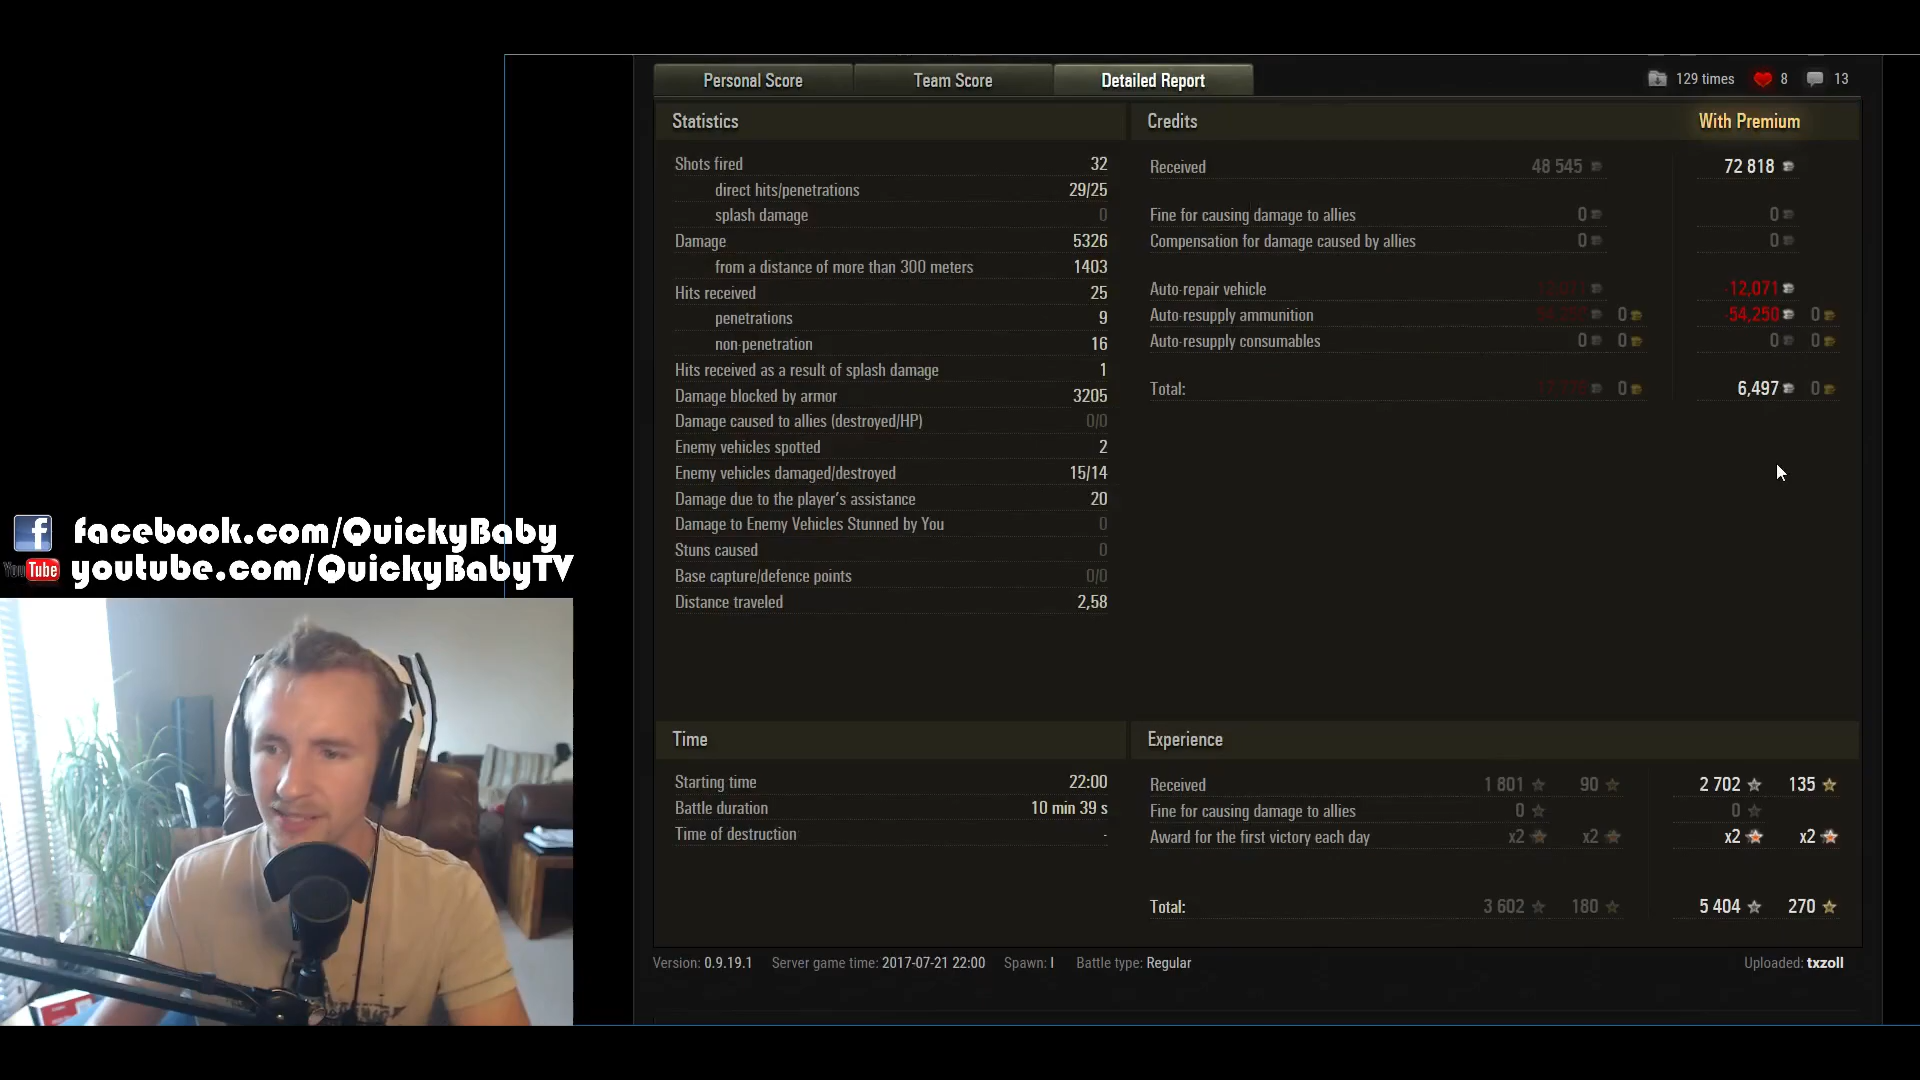 Personal Score Team Score Detailed Report 129 times 8 13
Statistics
Shots fired 32
direct hits/penetrations 29/25
splash damage 0
Damage 5326
from a distance of more than 300 meters 1403
Hits received 25
penetrations 9
non-penetration 16
Hits received as a result of splash damage 1
Damage blocked by armor 3205
Damage caused to allies (destroyed/HP) 0/0
Enemy vehicles spotted 2
Enemy vehicles damaged/destroyed 15/14
Damage due to the player's assistance 20
Damage to Enemy Vehicles Stunned by You 0
Stuns caused 0
Base capture/defence points 0/0
Distance traveled 2,58
Credits With Premium
Received 48 545 72 818
Fine for causing damage to allies 0 0
Compensation for damage caused by allies 0 0
Auto-repair vehicle -12,071
Auto-resupply ammunition 0 -54,250 0
Auto-resupply consumables 0 0 0 0
Total: 0 6,497 0
facebook.com/QuickyBaby
YouTube youtube.com/QuickyBabyTV
Time
Starting time 22:00
Battle duration 10 min 39 s
Time of destruction -
Experience
Received 1 801 90 2 702 135
Fine for causing damage to allies 0 0
Award for the first victory each day x2 x2 x2 x2
Total: 3 602 180 5 404 270
Version: 0.9.19.1 Server game time: 2017-07-21 22:00 Spawn: I Battle type: Regular Uploaded: txzoll